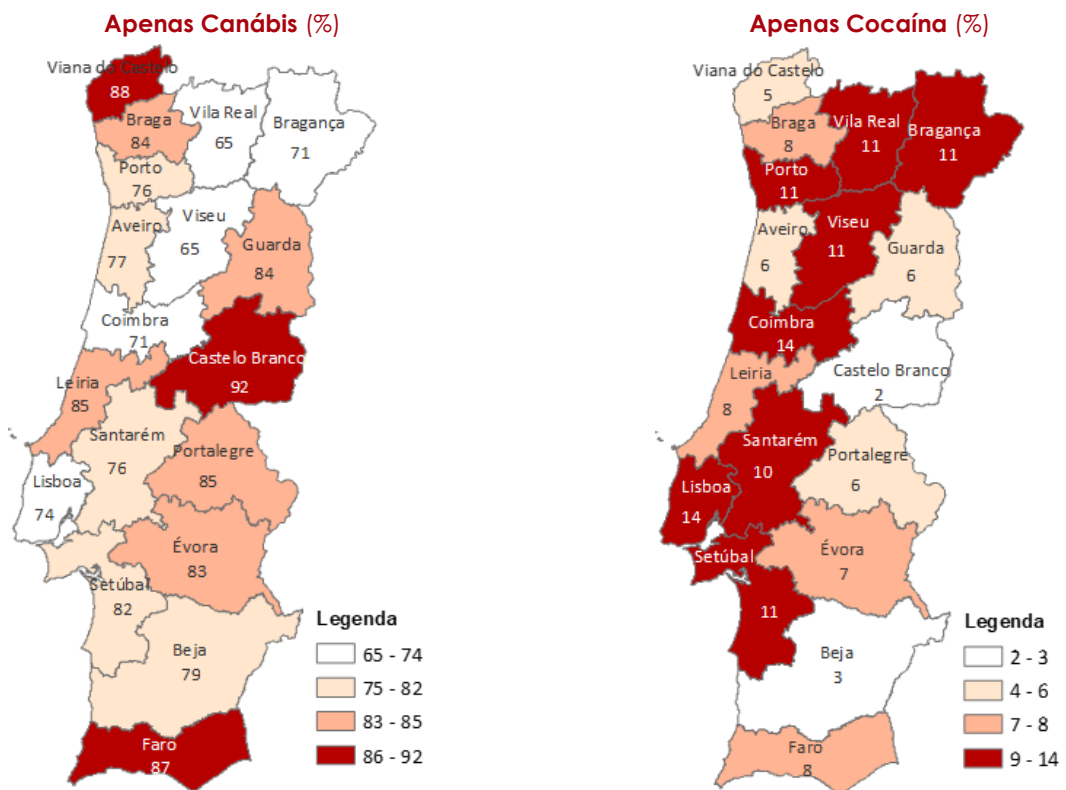 Apenas Canábis (%)
Viana do Castelo
88
Braga
84
Vila Real
65
Bragança
71
Porto
76
Aveiro
77
Viseu
65
Guarda
84
Coimbra
71
Castelo Branco
92
Leiria
85
Santarém
76
Portalegre
85
Lisboa
74
Évora
83
Setúbal
82
Beja
79
Faro
87
Legenda
65 - 74
75 - 82
83 - 85
86 - 92
Apenas Cocaína (%)
Viana do Castelo
5
Braga
8
Vila Real
11
Bragança
11
Porto
11
Aveiro
6
Viseu
11
Guarda
6
Coimbra
14
Castelo Branco
2
Leiria
8
Santarém
10
Portalegre
6
Lisboa
14
Setúbal
11
Évora
7
Beja
3
Faro
8
Legenda
2 - 3
4 - 6
7 - 8
9 - 14